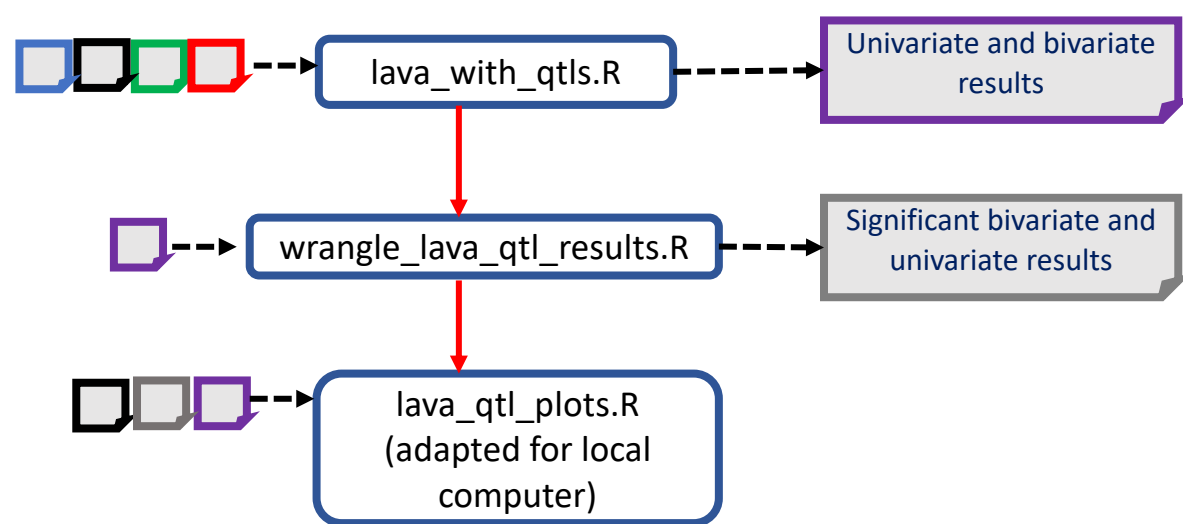 lava_with_qtls.R
Univariate and bivariate
results
wrangle_lava_qtl_results.R
Significant bivariate and
univariate results
lava_qtl_plots.R
(adapted for local
computer)